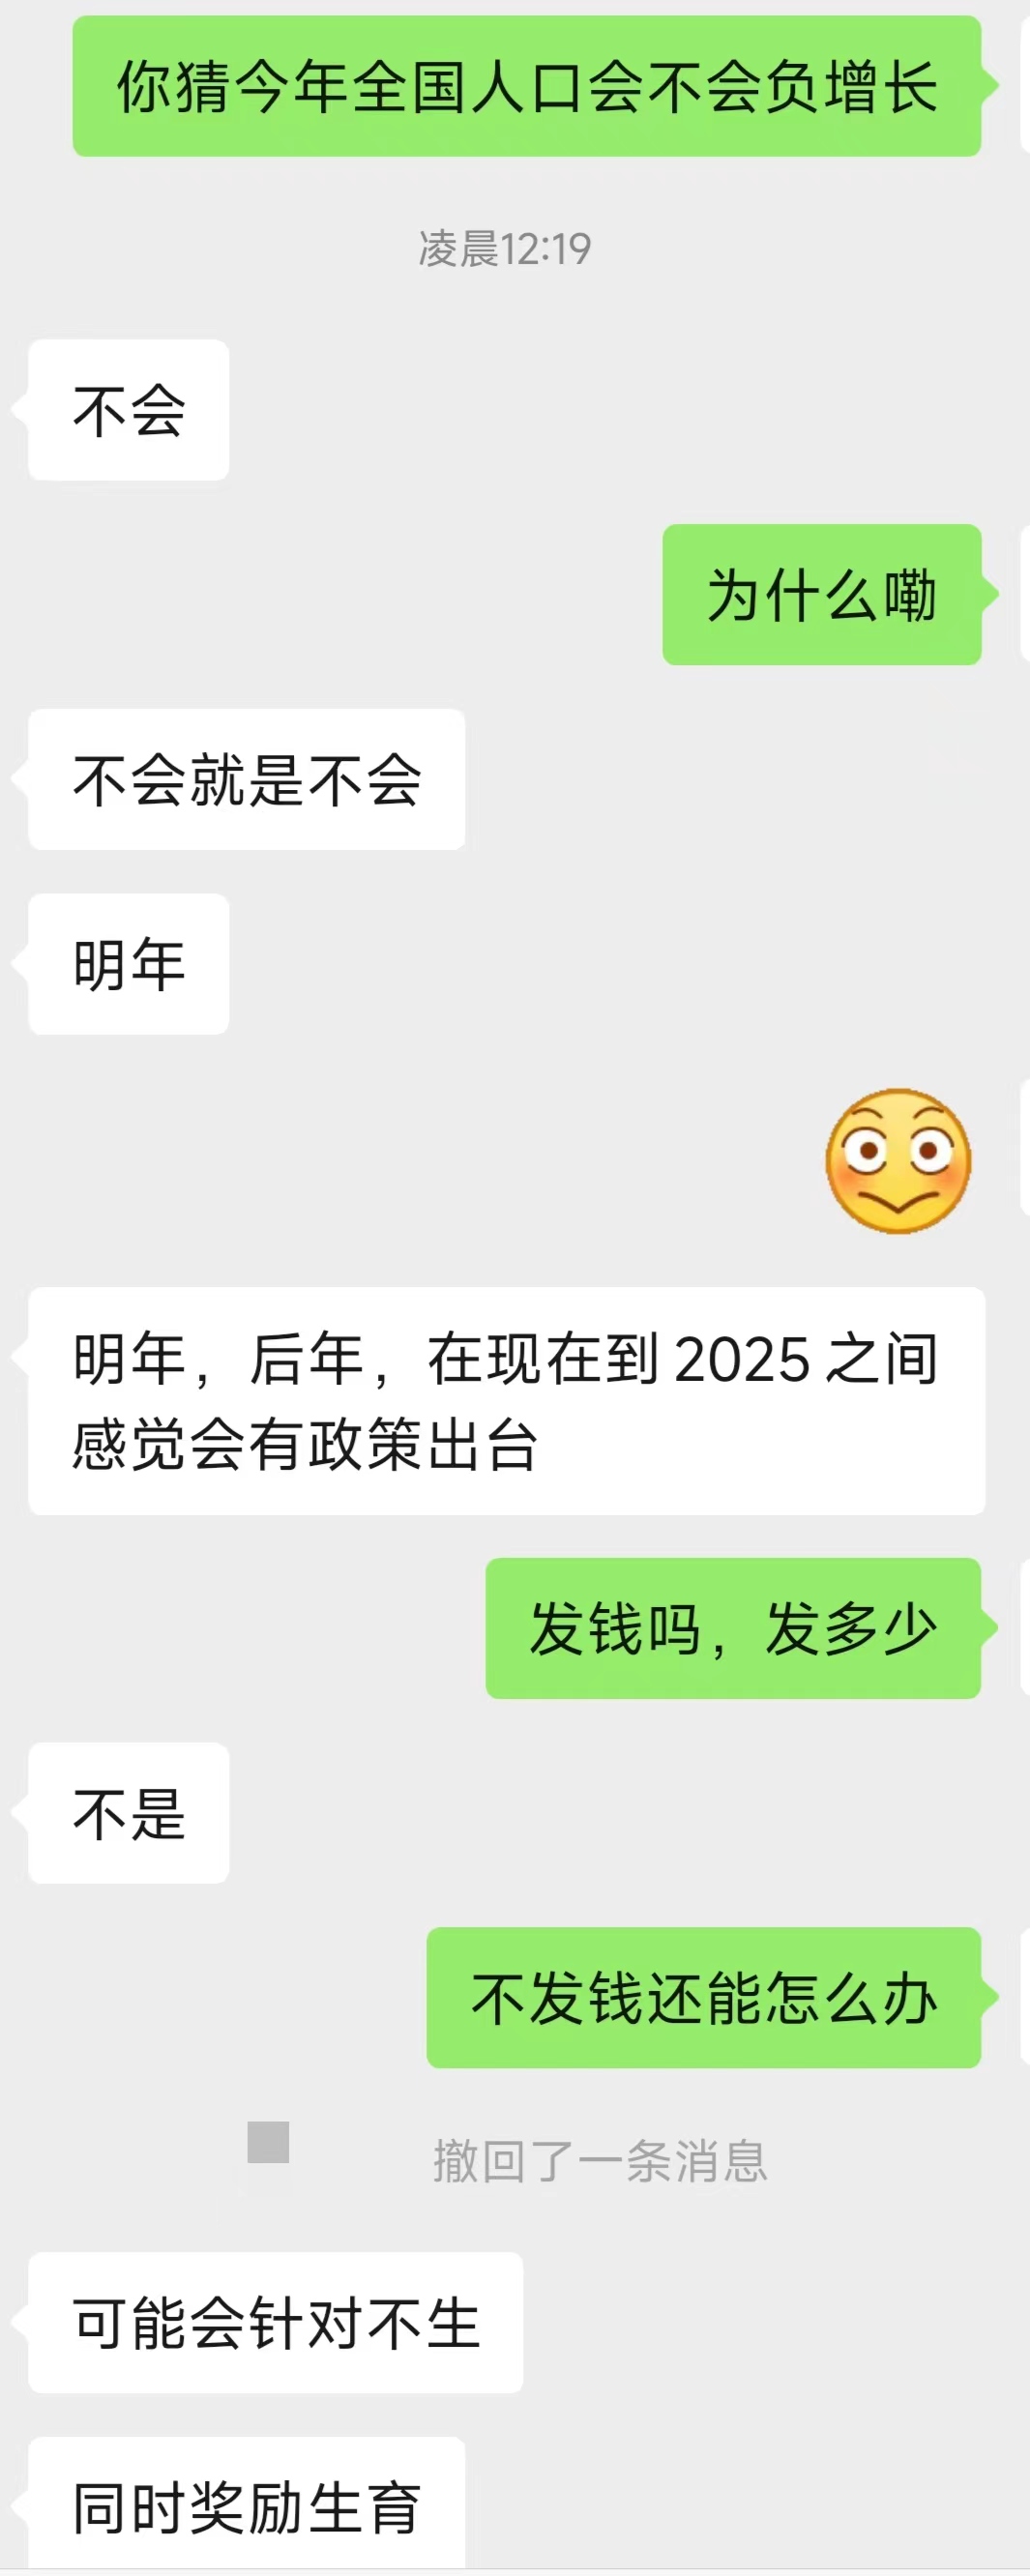 你猜今年全国人口会不会负增长
凌晨12:19
不会
为什么嘞
不会就是不会
明年
明年，后年，在现在到 2025 之间
感觉会有政策出台
发钱吗，发多少
不是
不发钱还能怎么办
撤回了一条消息
可能会针对不生
同时奖励生育